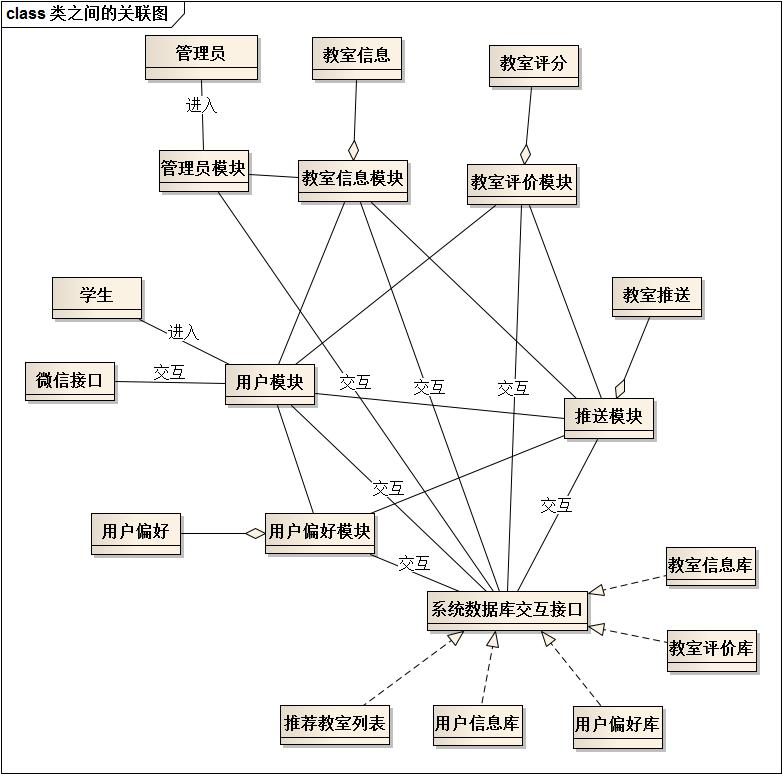 class 类之间的关联图
管理员
教室信息
教室评分
进入
管理员模块
教室信息模块
教室评价模块
学生
教室推送
进入
微信接口
交互
用户模块
交互
交互
交互
推送模块
交互
交互
用户偏好
用户偏好模块
交互
教室信息库
系统数据库交互接口
教室评价库
推荐教室列表
用户信息库
用户偏好库